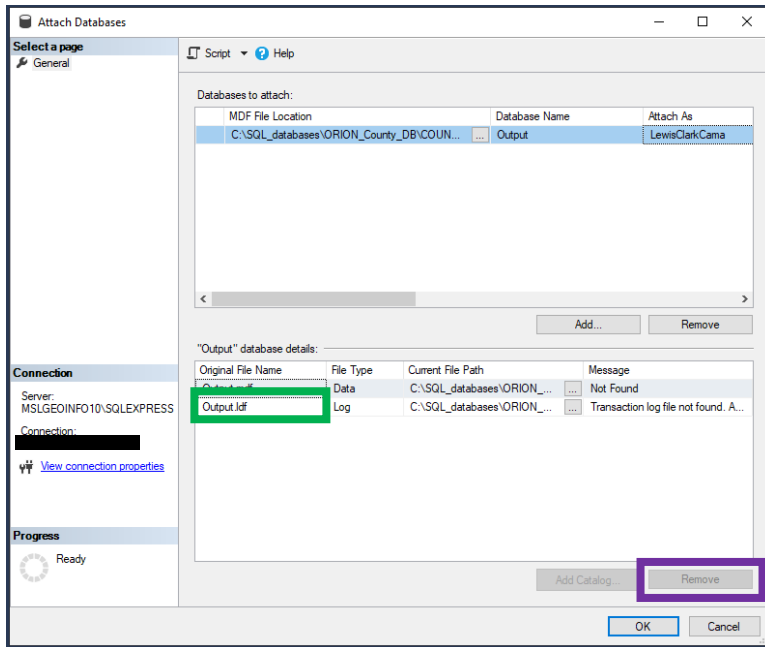 Attach Databases
Select a page
General
Script Help
Databases to attach:
MDF File Location Database Name Attach As
C:\SQL_databases\ORION_County_DB\COUN... ... Output LewisClarkCama
Add... Remove
"Output" database details:
Original File Name File Type Current File Path Message
Output.mdf Data C:\SQL_databases\ORION_... ... Not Found
Output.ldf Log C:\SQL_databases\ORION_... ... Transaction log file not found. A...
Connection
Server:
MSLGEOINFO10\SQLEXPRESS
Connection:
View connection properties
Progress
Ready
Add Catalog... Remove
OK Cancel